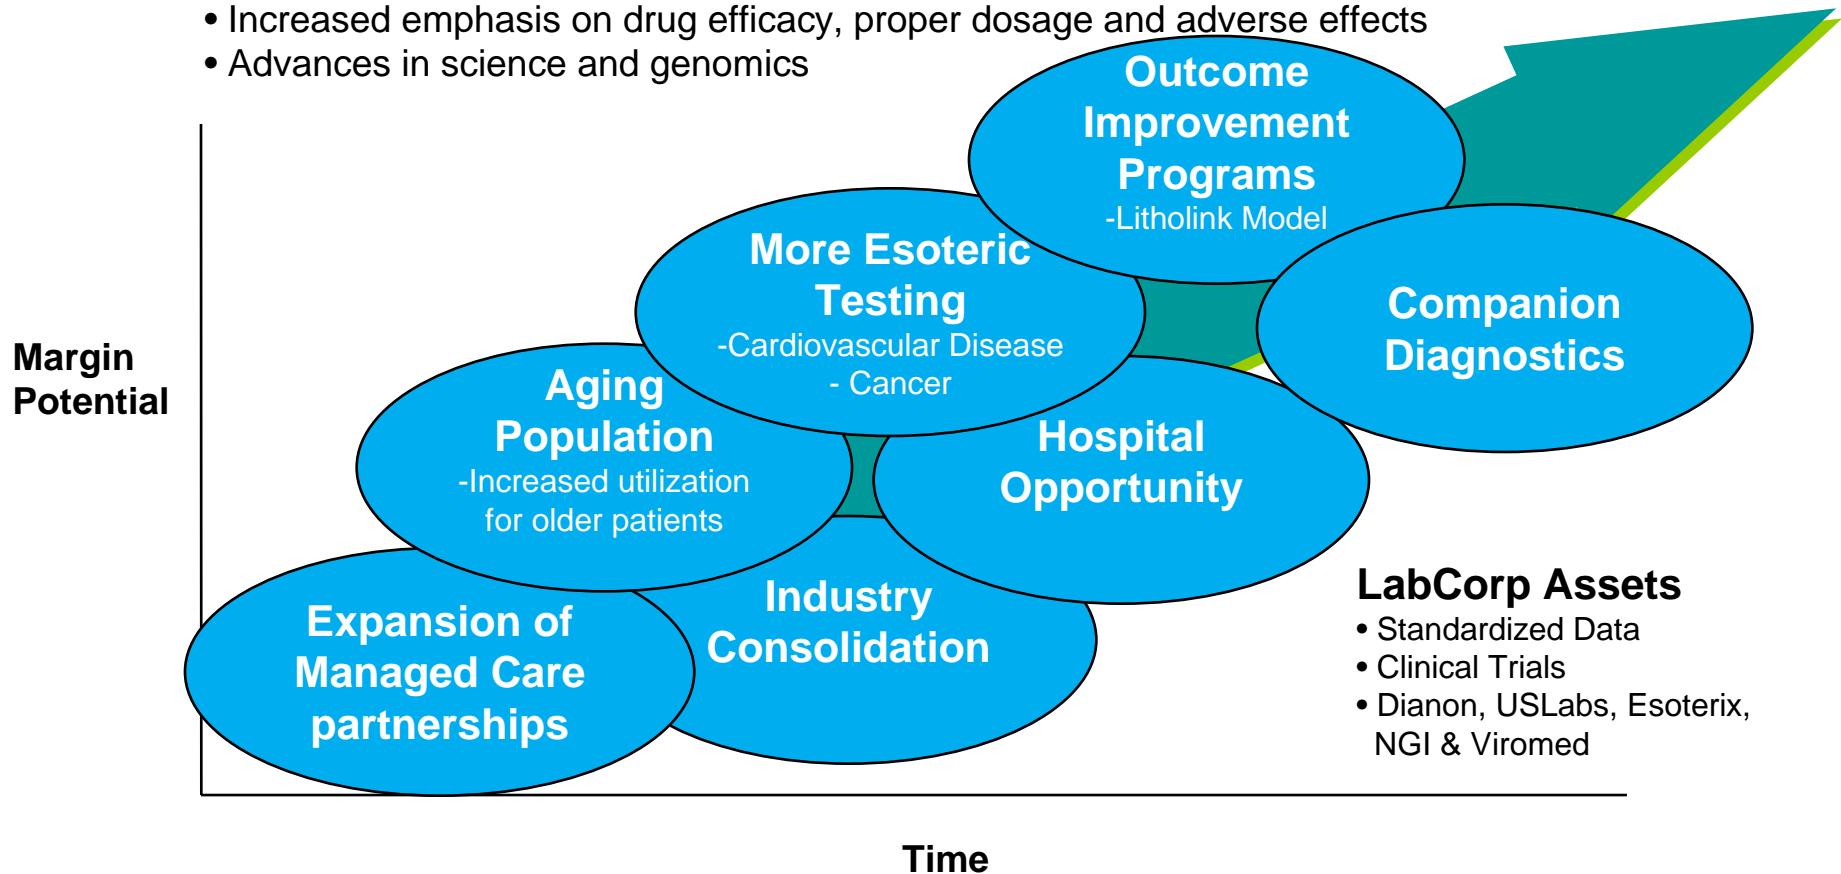 • Increased emphasis on drug efficacy, proper dosage and adverse effects
• Advances in science and genomics
Outcome
Improvement
Programs
-Litholink Model
More Esoteric
Testing
-Cardiovascular Disease
- Cancer
Companion
Diagnostics
Margin
Potential
Aging
Population
-Increased utilization
for older patients
Hospital
Opportunity
Industry
Consolidation
Expansion of
Managed Care
partnerships
LabCorp Assets
• Standardized Data
• Clinical Trials
• Dianon, USLabs, Esoterix,
NGI & Viromed
Time